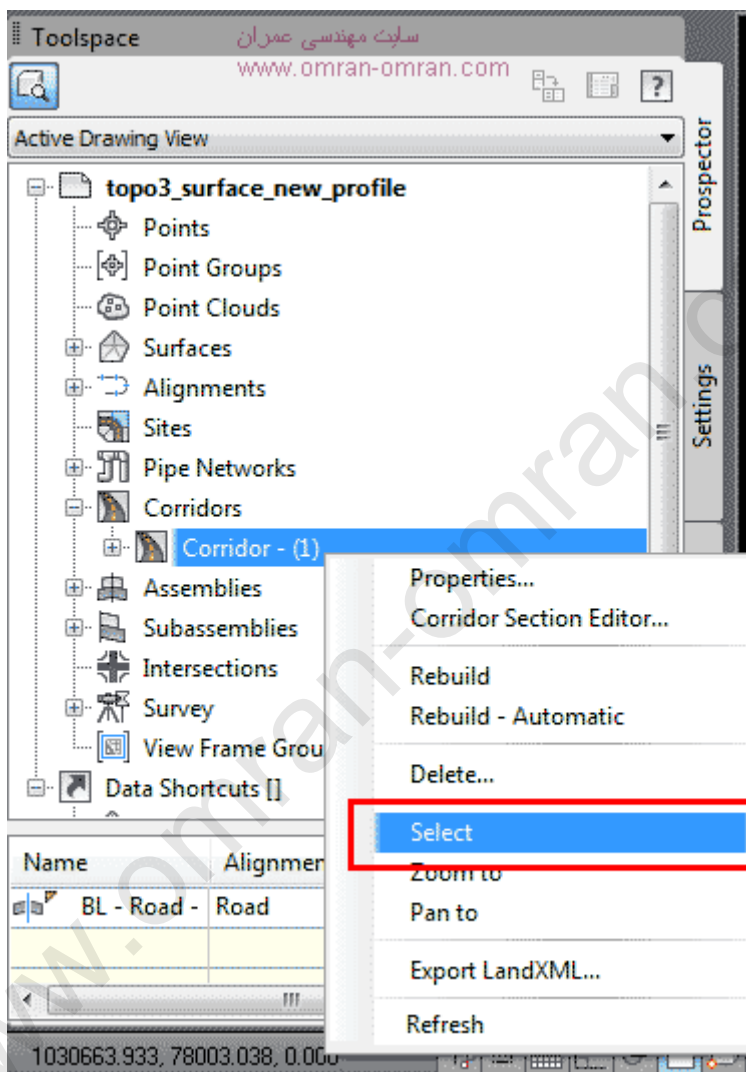 Toolspace
سایت مهندسی عمران
www.omran-omran.com
Active Drawing View
Prospector
Settings
topo3_surface_new_profile
Points
Point Groups
Point Clouds
Surfaces
Alignments
Sites
Pipe Networks
Corridors
Corridor - (1)
Assemblies
Subassemblies
Intersections
Survey
View Frame Grou
Data Shortcuts []
Properties...
Corridor Section Editor...
Rebuild
Rebuild - Automatic
Delete...
Select
Zoom to
Pan to
Export LandXML...
Refresh
Name
Alignmen
BL - Road -
Road
1030663.933, 78003.038, 0.000
www.omran-omran.c